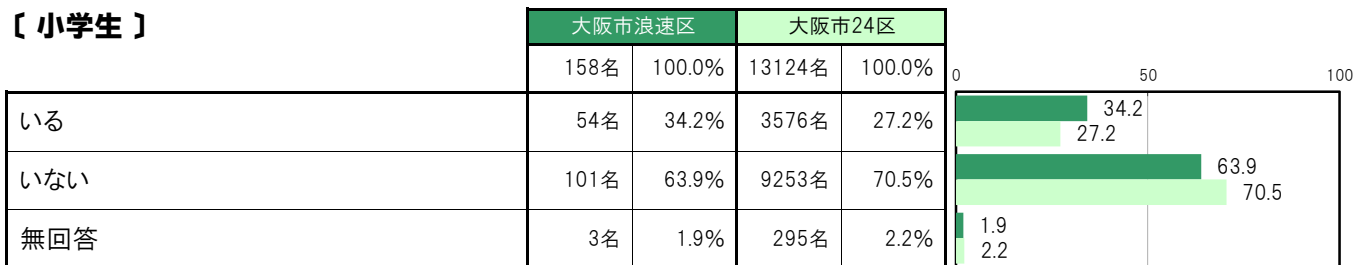 〔 小学生 〕
大阪市浪速区 大阪市24区
158名 100.0% 13124名 100.0%
0 50 100
いる 54名 34.2% 3576名 27.2%
34.2
27.2
いない 101名 63.9% 9253名 70.5%
63.9
70.5
無回答 3名 1.9% 295名 2.2%
1.9
2.2